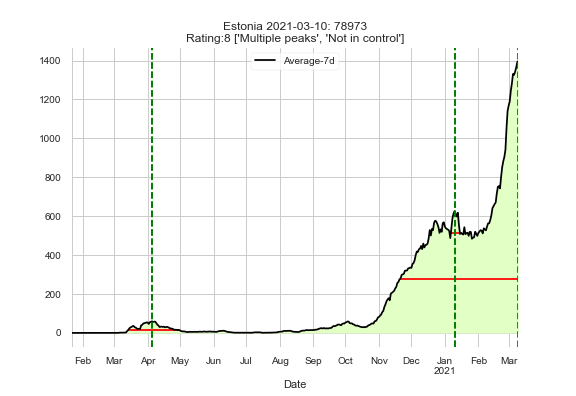 Estonia 2021-03-10: 78973
Rating:8 ['Multiple peaks', 'Not in control']
Average-7d
1400
1200
1000
800
600
400
200
0
Feb Mar Apr May Jun Jul Aug Sep Oct Nov Dec Jan Feb Mar
2021
Date